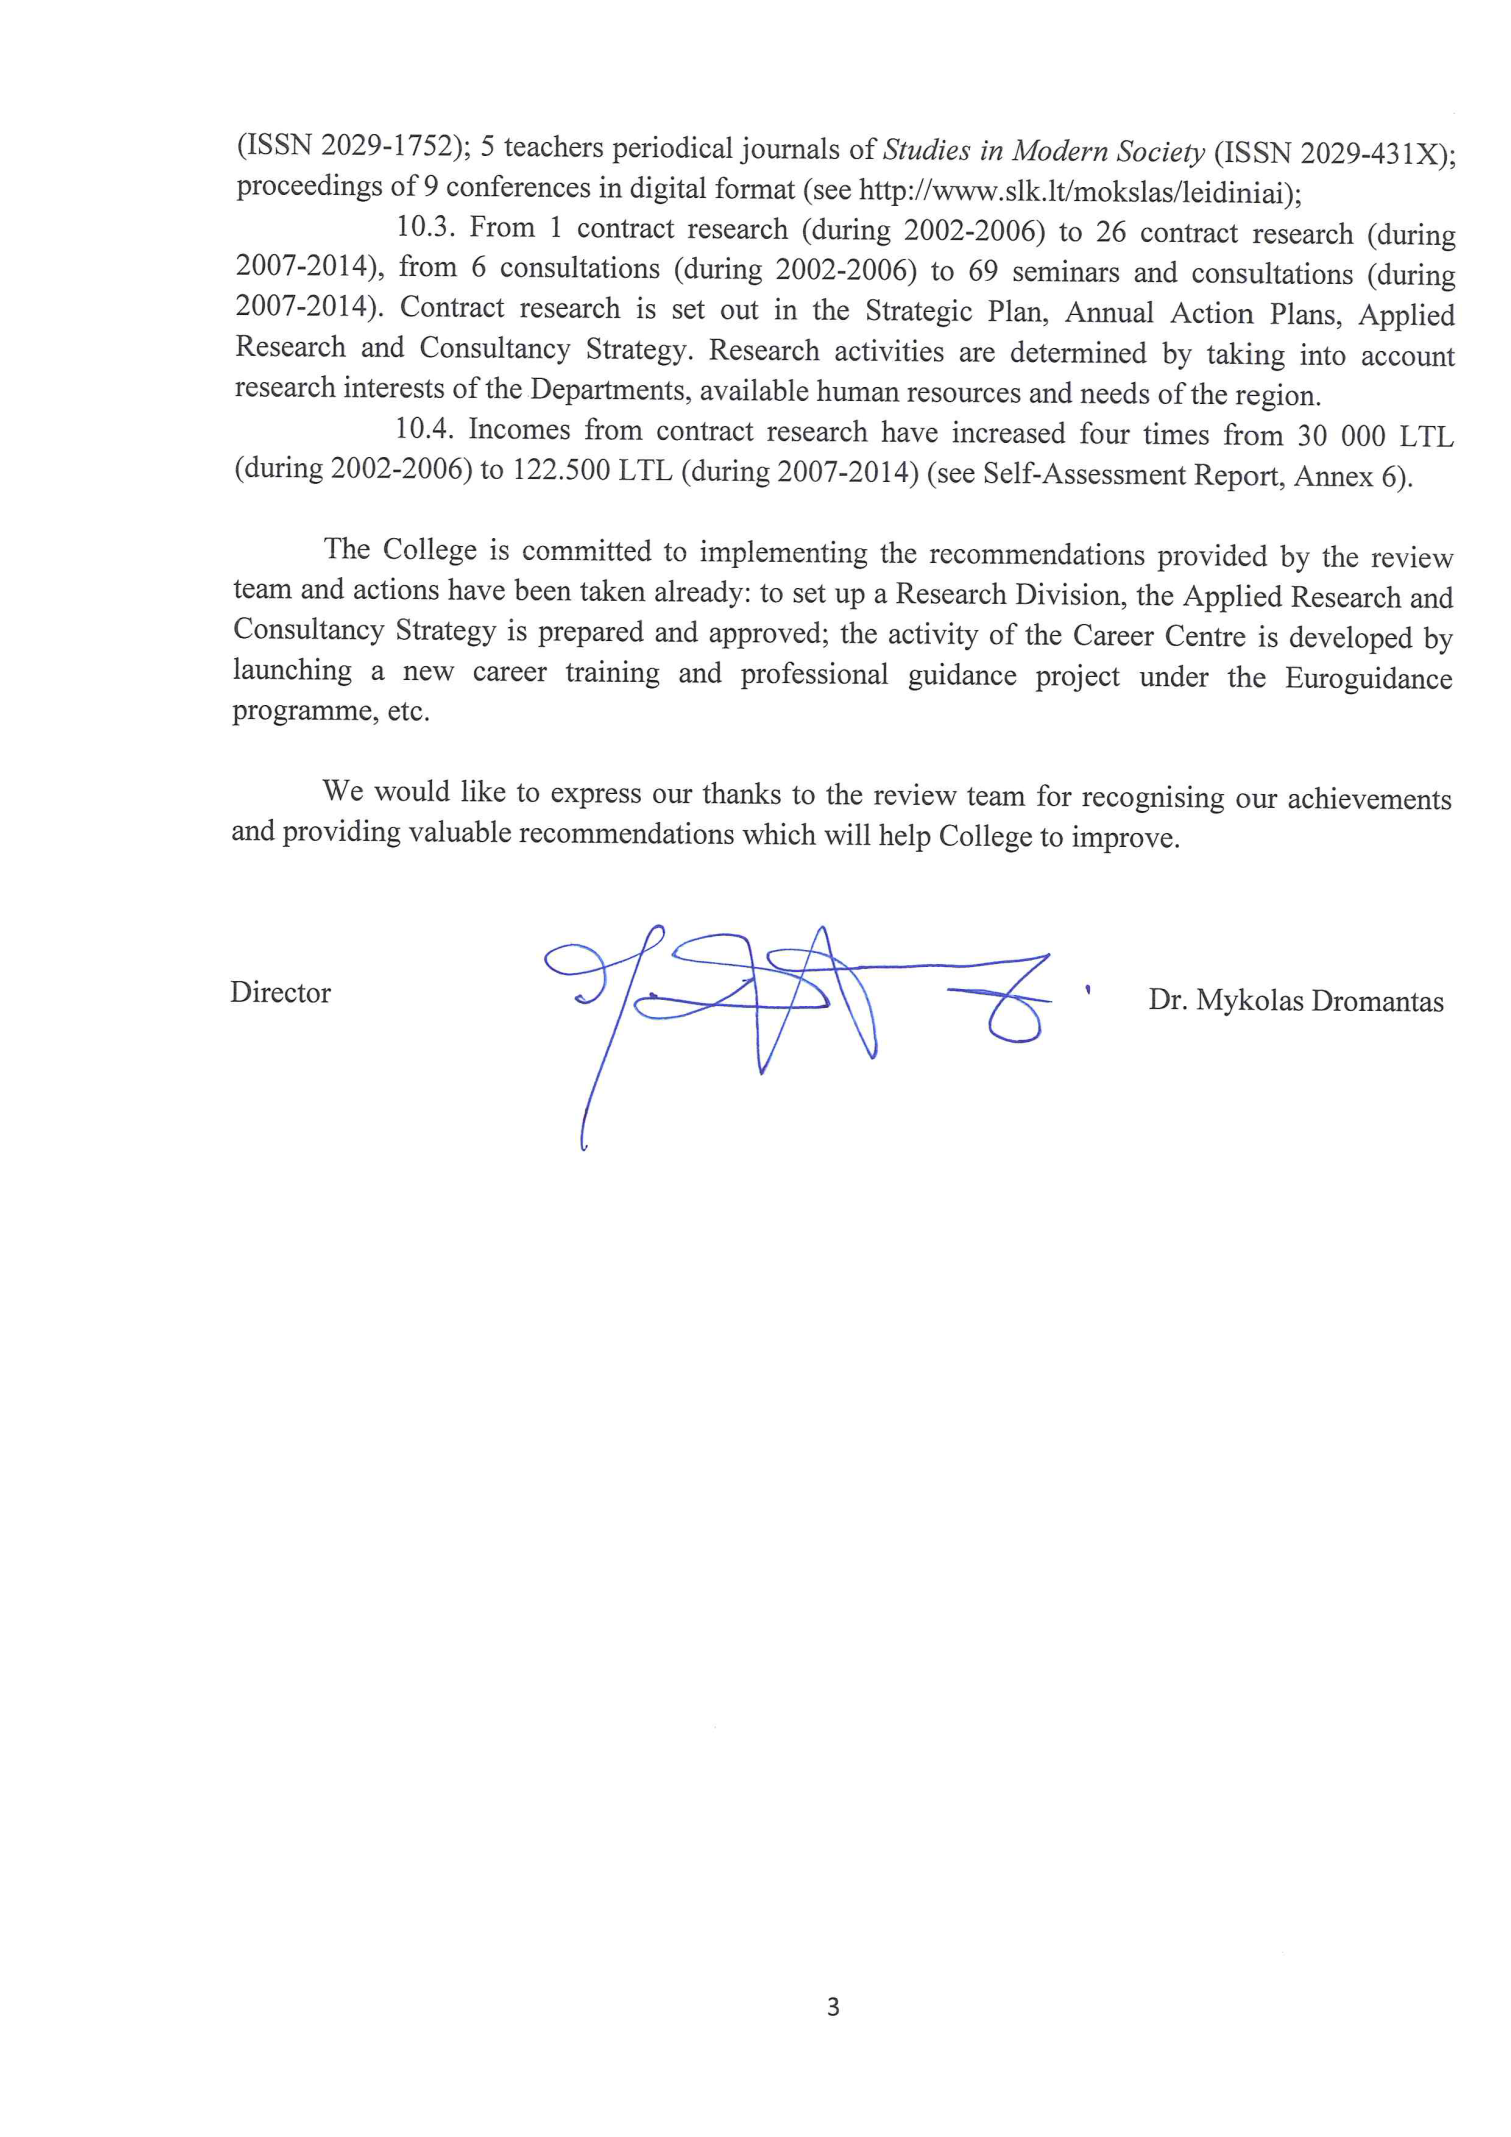 (ISSN 2029-1752); 5 teachers periodical journals of Studies in Modern Society (ISSN 2029-431X);
proceedings of 9 conferences in digital format (see http://www.slk.lt/mokslas/leidiniai);
10.3. From 1 contract research (during 2002-2006) to 26 contract research (during
2007-2014), from 6 consultations (during 2002-2006) to 69 seminars and consultations (during
2007-2014). Contract research is set out in the Strategic Plan, Annual Action Plans, Applied
Research and Consultancy Strategy. Research activities are determined by taking into account
research interests of the Departments, available human resources and needs of the region.
10.4. Incomes from contract research have increased four times from 30 000 LTL
(during 2002-2006) to 122.500 LTL (during 2007-2014) (see Self-Assessment Report, Annex 6).
The College is committed to implementing the recommendations provided by the review
team and actions have been taken already: to set up a Research Division, the Applied Research and
Consultancy Strategy is prepared and approved; the activity of the Career Centre is developed by
launching a new career training and professional guidance project under the Euroguidance
programme, etc.
We would like to express our thanks to the review team for recognising our achievements
and providing valuable recommendations which will help College to improve.
Director Dr. Mykolas Dromantas
3